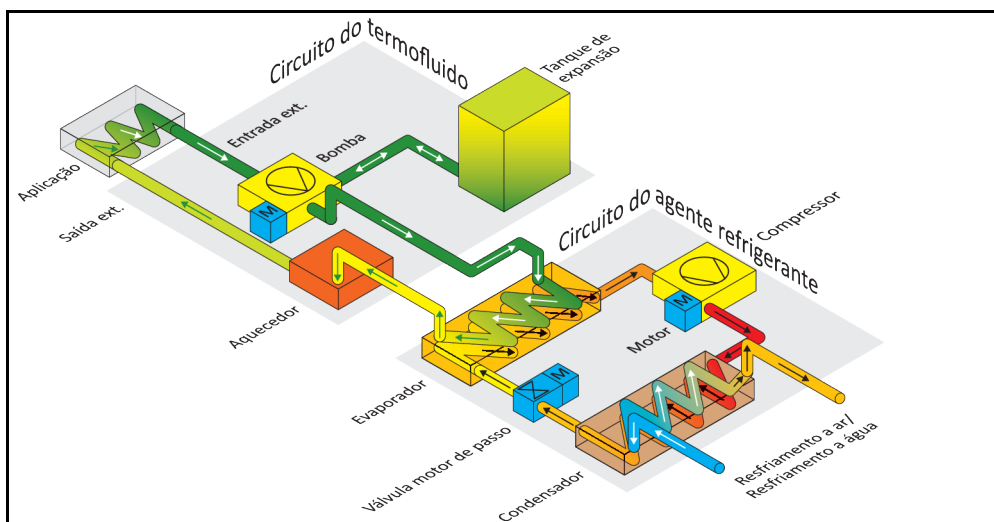 Circuito do termofluido
Tanque de
expansão
Entrada ext.
Bomba
Aplicação
M
Saída ext.
Circuito do agente refrigerante
Compressor
Aquecedor
M
Motor
Evaporador
M
Válvula motor de passo
Condensador
Resfriamento a ar/
Resfriamento a água